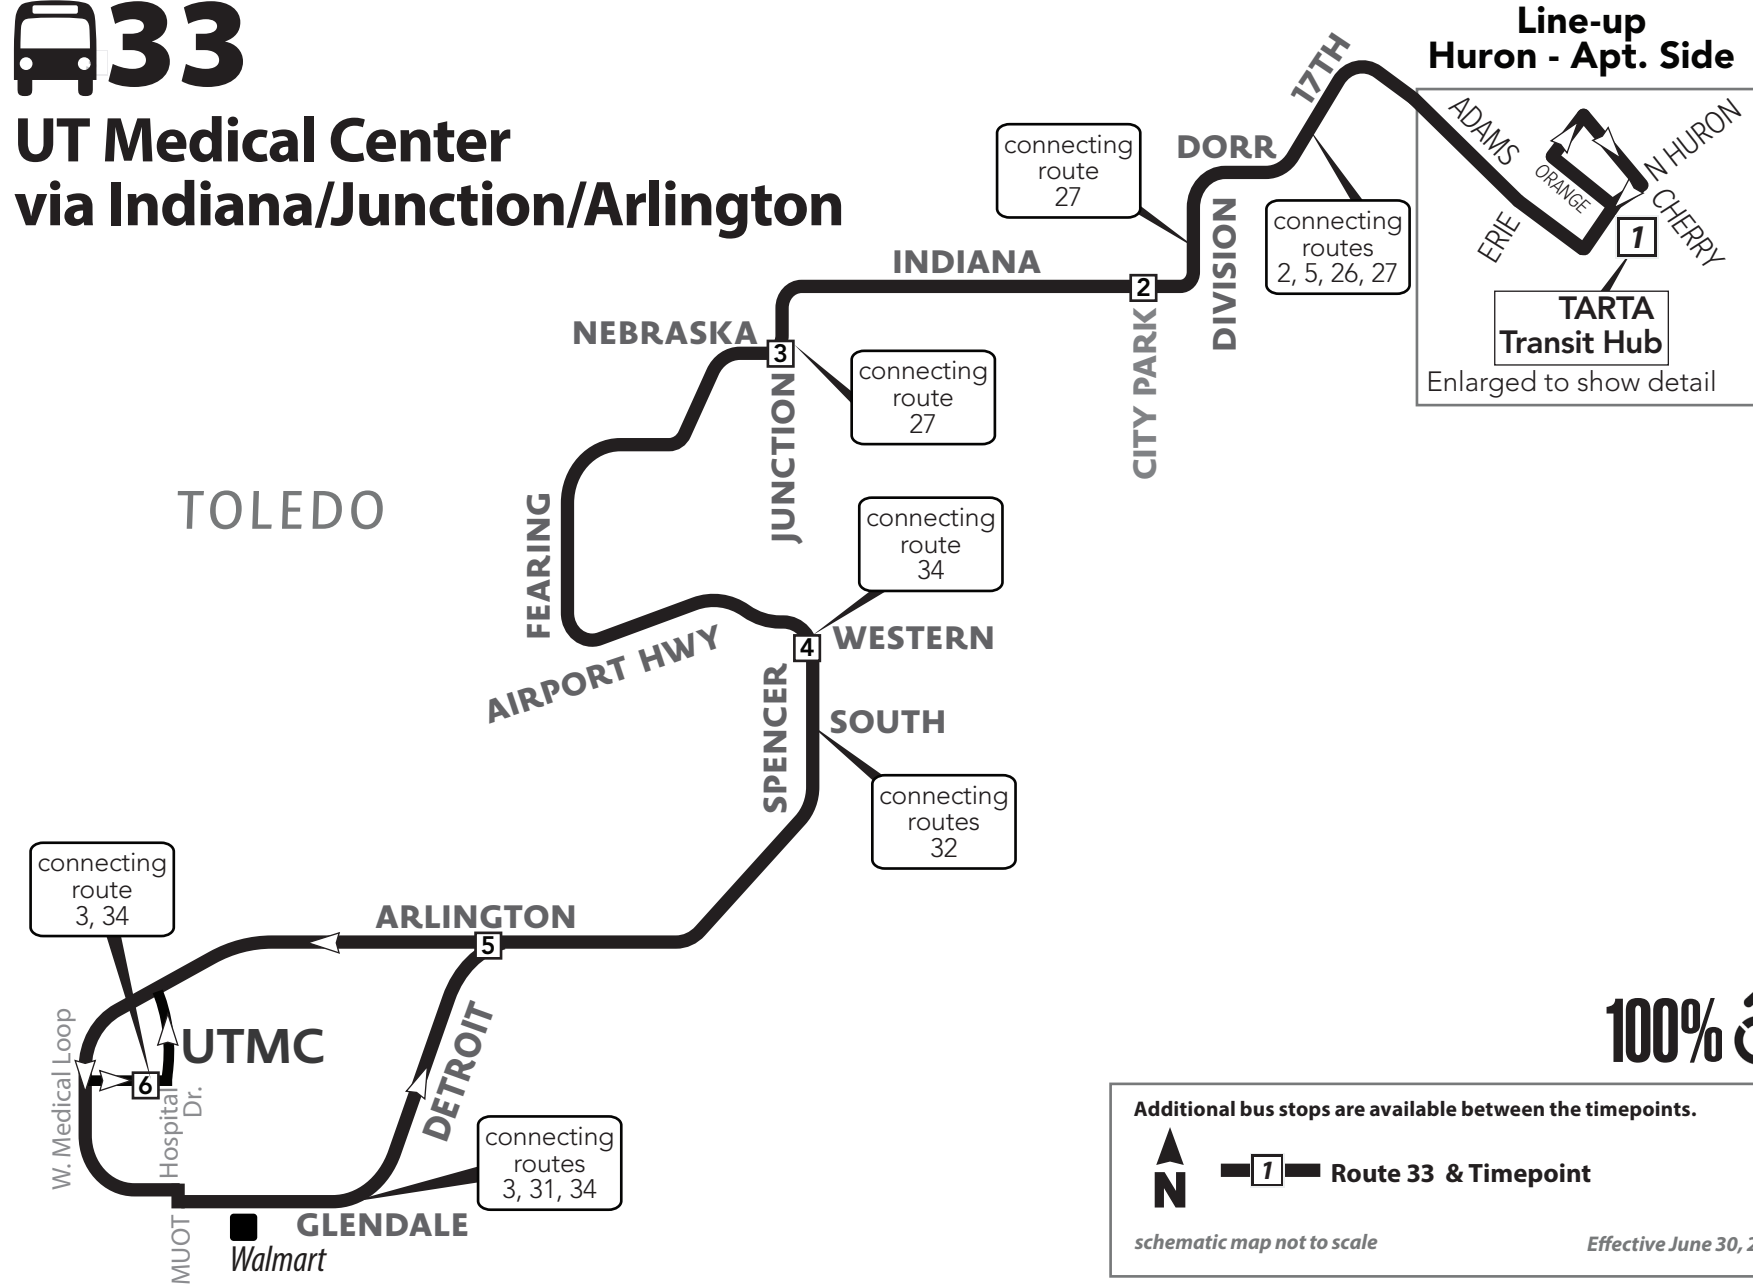 33
UT Medical Center
via Indiana/Junction/Arlington
Line-up
Huron - Apt. Side
17TH
ADAMS
N HURON
ORANGE
CHERRY
ERIE
1
TARTA
Transit Hub
Enlarged to show detail
connecting
route
27
DORR
connecting
routes
2, 5, 26, 27
DIVISION
INDIANA
2
CITY PARK
NEBRASKA
3
JUNCTION
connecting
route
27
TOLEDO
FEARING
connecting
route
34
AIRPORT HWY
4
WESTERN
SPENCER
SOUTH
connecting
routes
32
connecting
route
3, 34
ARLINGTON
5
UTMC
W. Medical Loop
6
Hospital
Dr.
DETROIT
connecting
routes
3, 31, 34
MUOT
GLENDALE
Walmart
100%
Additional bus stops are available between the timepoints.
N
1
Route 33 & Timepoint
schematic map not to scale
Effective June 30, 2